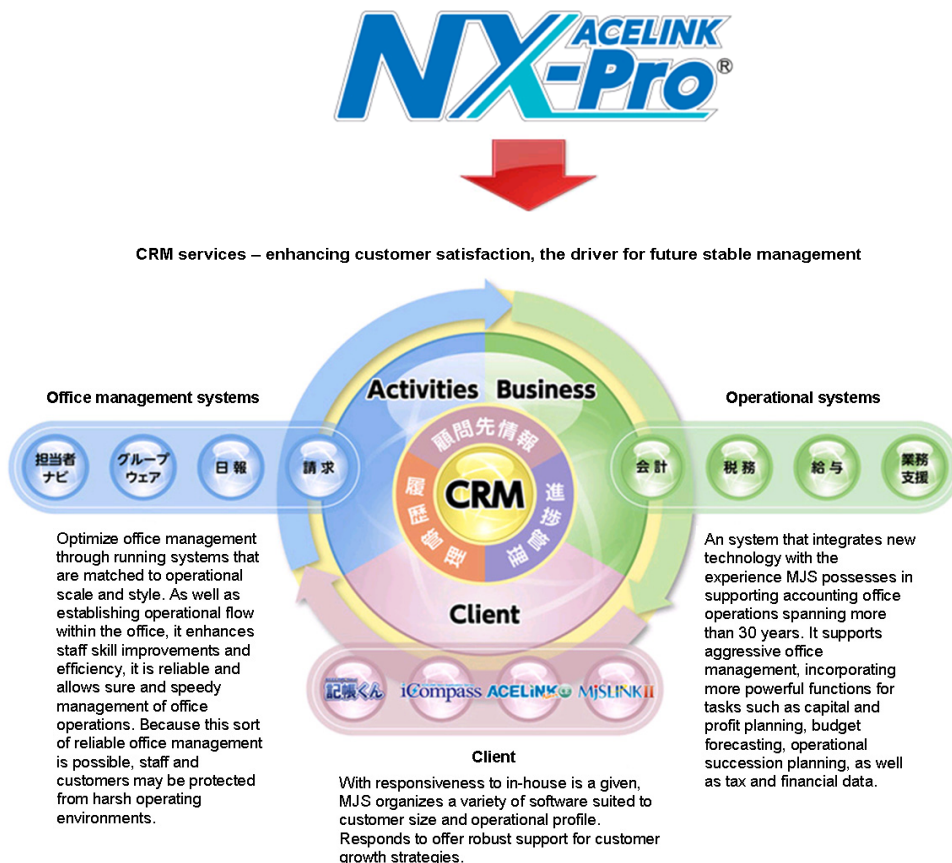 ACELINK
NX-Pro®
CRM services – enhancing customer satisfaction, the driver for future stable management
Activities Business
Office management systems
Operational systems
顧問先情報
担当者
ナビ
グループ
ウェア
日報
請求
CRM
履歴管理
進捗管理
会計
税務
給与
業務
支援
Client
Optimize office management
through running systems that
are matched to operational
scale and style. As well as
establishing operational flow
within the office, it enhances
staff skill improvements and
efficiency, it is reliable and
allows sure and speedy
management of office
operations. Because this sort
of reliable office management
is possible, staff and
customers may be protected
from harsh operating
environments.
An system that integrates new
technology with the
experience MJS possesses in
supporting accounting office
operations spanning more
than 30 years. It supports
aggressive office
management, incorporating
more powerful functions for
tasks such as capital and
profit planning, budget
forecasting, operational
succession planning, as well
as tax and financial data.
記帳くん iCompass ACELINK MJSLINK II
Client
With responsiveness to in-house is a given,
MJS organizes a variety of software suited to
customer size and operational profile.
Responds to offer robust support for customer
growth strategies.